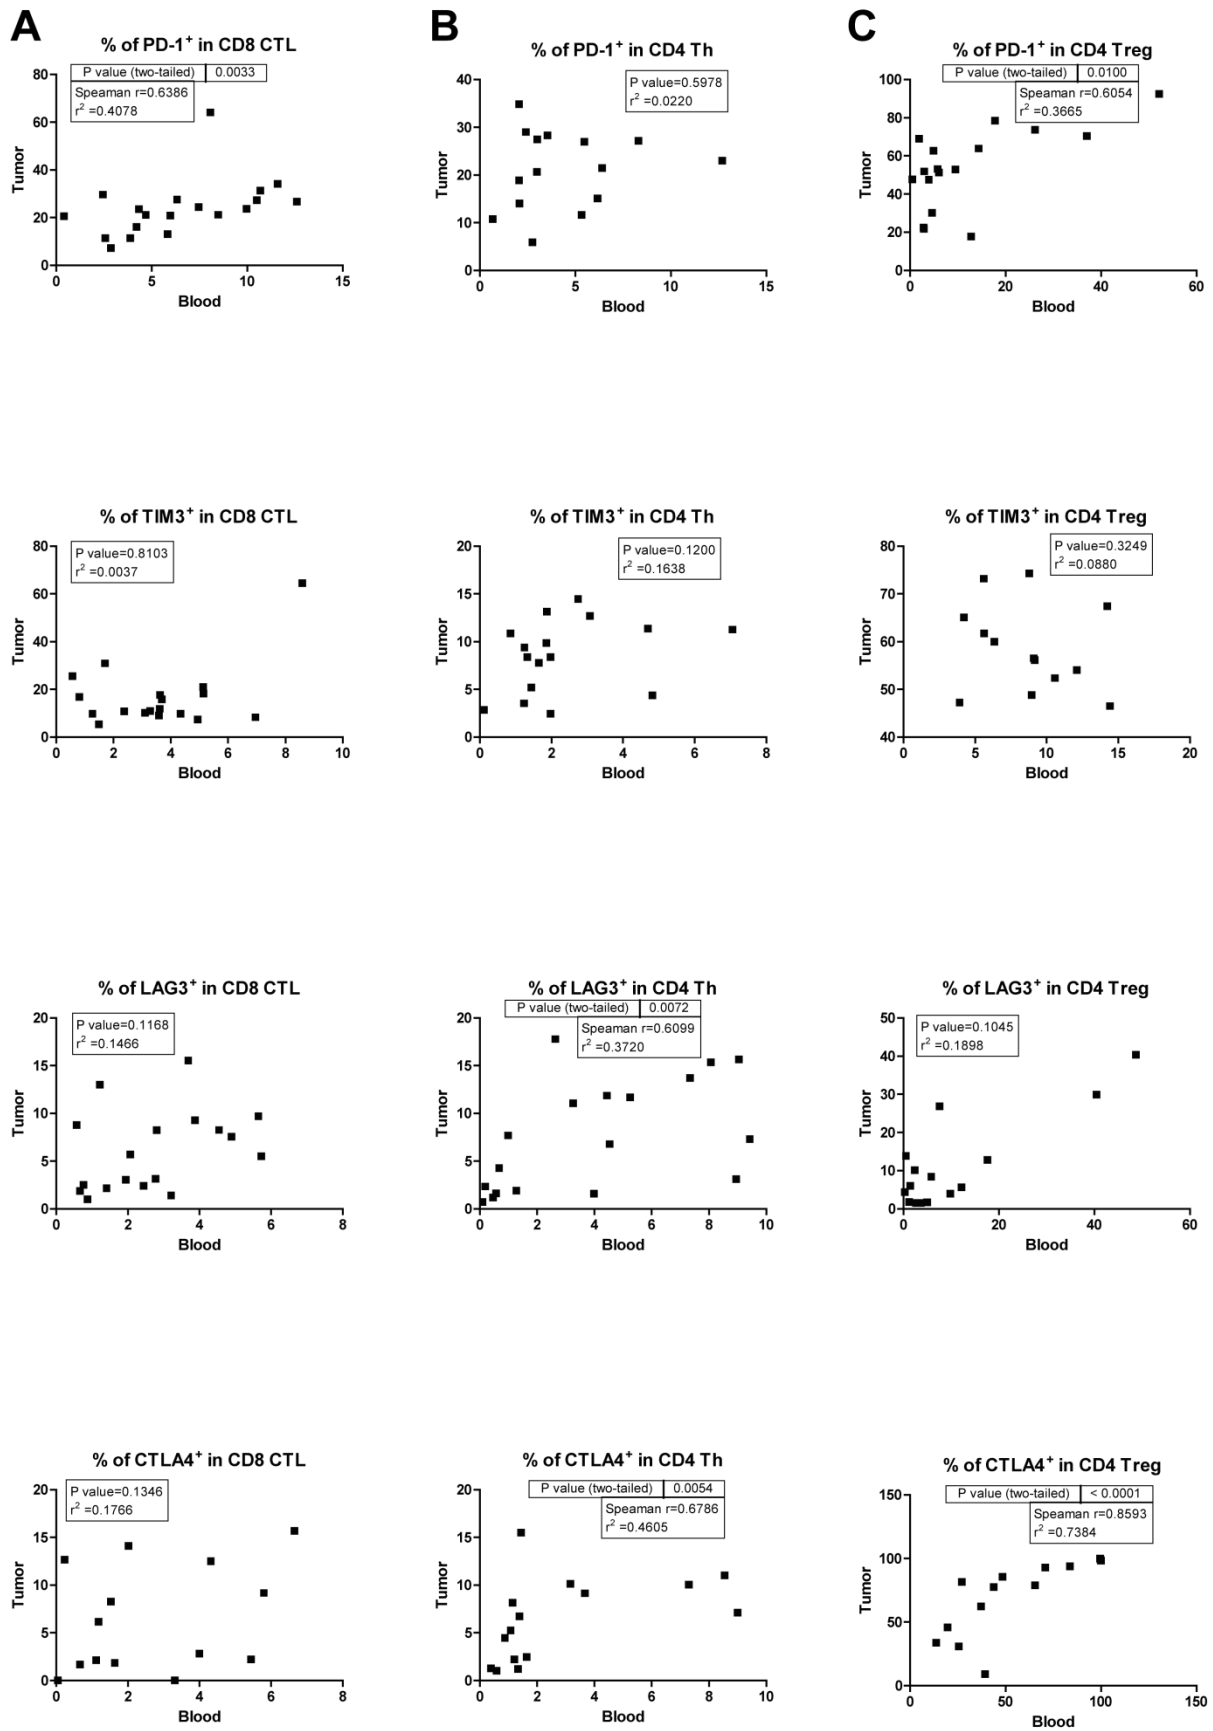 A
% of PD-1⁺ in CD8 CTL
P value (two-tailed) 0.0033
Speaman r=0.6386
r² =0.4078
80
60
40
20
0
Tumor
0 5 10 15
Blood
B
% of PD-1⁺ in CD4 Th
P value=0.5978
r² =0.0220
40
30
20
10
0
Tumor
0 5 10 15
Blood
C
% of PD-1⁺ in CD4 Treg
P value (two-tailed) 0.0100
Speaman r=0.6054
r² =0.3665
100
80
60
40
20
0
Tumor
0 20 40 60
Blood
% of TIM3⁺ in CD8 CTL
P value=0.8103
r² =0.0037
80
60
40
20
0
Tumor
0 2 4 6 8 10
Blood
% of TIM3⁺ in CD4 Th
P value=0.1200
r² =0.1638
20
15
10
5
0
Tumor
0 2 4 6 8
Blood
% of TIM3⁺ in CD4 Treg
P value=0.3249
r² =0.0880
80
70
60
50
40
Tumor
0 5 10 15 20
Blood
% of LAG3⁺ in CD8 CTL
P value=0.1168
r² =0.1466
20
15
10
5
0
Tumor
0 2 4 6 8
Blood
% of LAG3⁺ in CD4 Th
P value (two-tailed) 0.0072
Speaman r=0.6099
r² =0.3720
20
15
10
5
0
Tumor
0 2 4 6 8 10
Blood
% of LAG3⁺ in CD4 Treg
P value=0.1045
r² =0.1898
50
40
30
20
10
0
Tumor
0 20 40 60
Blood
% of CTLA4⁺ in CD8 CTL
P value=0.1346
r² =0.1766
20
15
10
5
0
Tumor
0 2 4 6 8
Blood
% of CTLA4⁺ in CD4 Th
P value (two-tailed) 0.0054
Speaman r=0.6786
r² =0.4605
20
15
10
5
0
Tumor
0 2 4 6 8 10
Blood
% of CTLA4⁺ in CD4 Treg
P value (two-tailed) < 0.0001
Speaman r=0.8593
r² =0.7384
150
100
50
0
Tumor
0 50 100 150
Blood